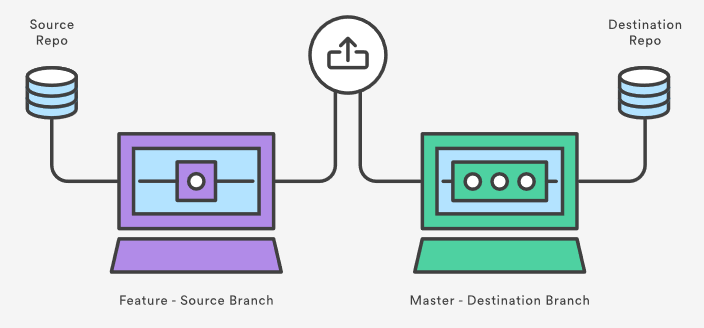 Source
Repo
Destination
Repo
Feature - Source Branch
Master - Destination Branch